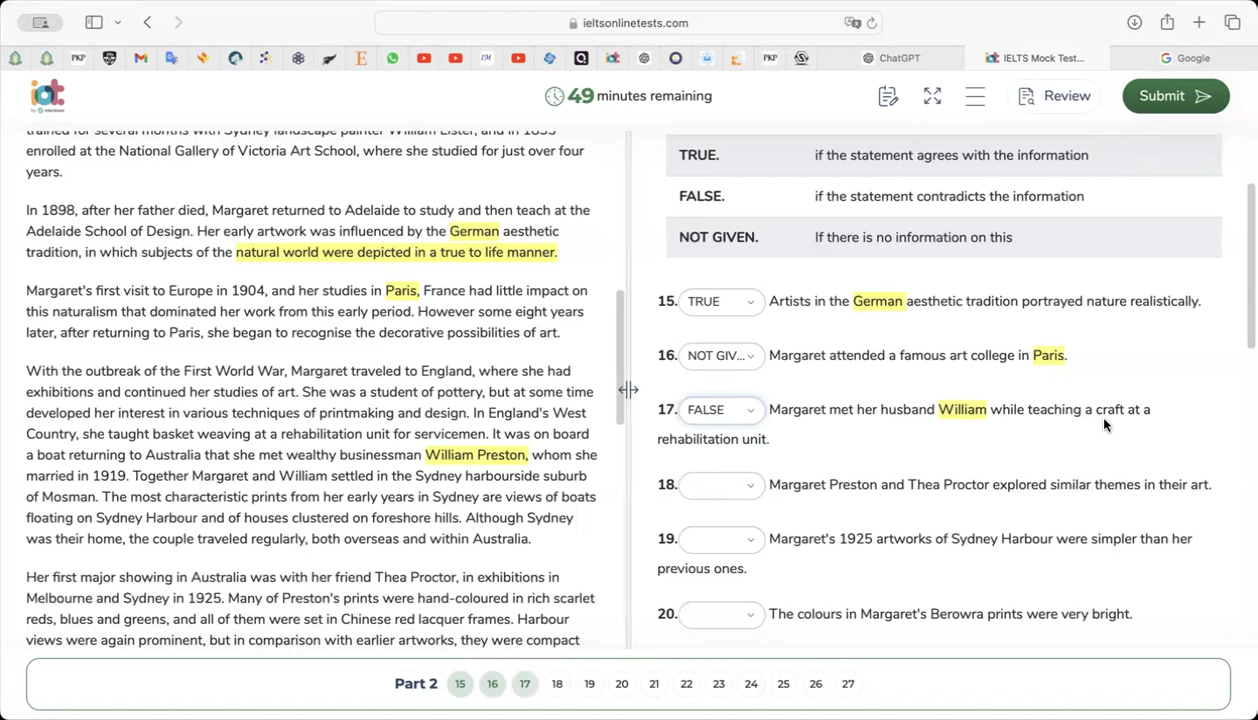 ieltsonlinetests.com
PKP
IM
PKP
ChatGPT
IELTS Mock Test...
Google
iot
49 minutes remaining
Review
Submit
trained for several months with Sydney landscape painter William Lister, and in 1893
enrolled at the National Gallery of Victoria Art School, where she studied for just over four
years.
In 1898, after her father died, Margaret returned to Adelaide to study and then teach at the
Adelaide School of Design. Her early artwork was influenced by the German aesthetic
tradition, in which subjects of the natural world were depicted in a true to life manner.
Margaret's first visit to Europe in 1904, and her studies in Paris, France had little impact on
this naturalism that dominated her work from this early period. However some eight years
later, after returning to Paris, she began to recognise the decorative possibilities of art.
With the outbreak of the First World War, Margaret traveled to England, where she had
exhibitions and continued her studies of art. She was a student of pottery, but at some time
developed her interest in various techniques of printmaking and design. In England's West
Country, she taught basket weaving at a rehabilitation unit for servicemen. It was on board
a boat returning to Australia that she met wealthy businessman William Preston, whom she
married in 1919. Together Margaret and William settled in the Sydney harbourside suburb
of Mosman. The most characteristic prints from her early years in Sydney are views of boats
floating on Sydney Harbour and of houses clustered on foreshore hills. Although Sydney
was their home, the couple traveled regularly, both overseas and within Australia.
Her first major showing in Australia was with her friend Thea Proctor, in exhibitions in
Melbourne and Sydney in 1925. Many of Preston's prints were hand-coloured in rich scarlet
reds, blues and greens, and all of them were set in Chinese red lacquer frames. Harbour
views were again prominent, but in comparison with earlier artworks, they were compact
TRUE. if the statement agrees with the information
FALSE. if the statement contradicts the information
NOT GIVEN. If there is no information on this
15. TRUE Artists in the German aesthetic tradition portrayed nature realistically.
16. NOT GIV... Margaret attended a famous art college in Paris.
17. FALSE Margaret met her husband William while teaching a craft at a
rehabilitation unit.
18. Margaret Preston and Thea Proctor explored similar themes in their art.
19. Margaret's 1925 artworks of Sydney Harbour were simpler than her
previous ones.
20. The colours in Margaret's Berowra prints were very bright.
Part 2 15 16 17 18 19 20 21 22 23 24 25 26 27